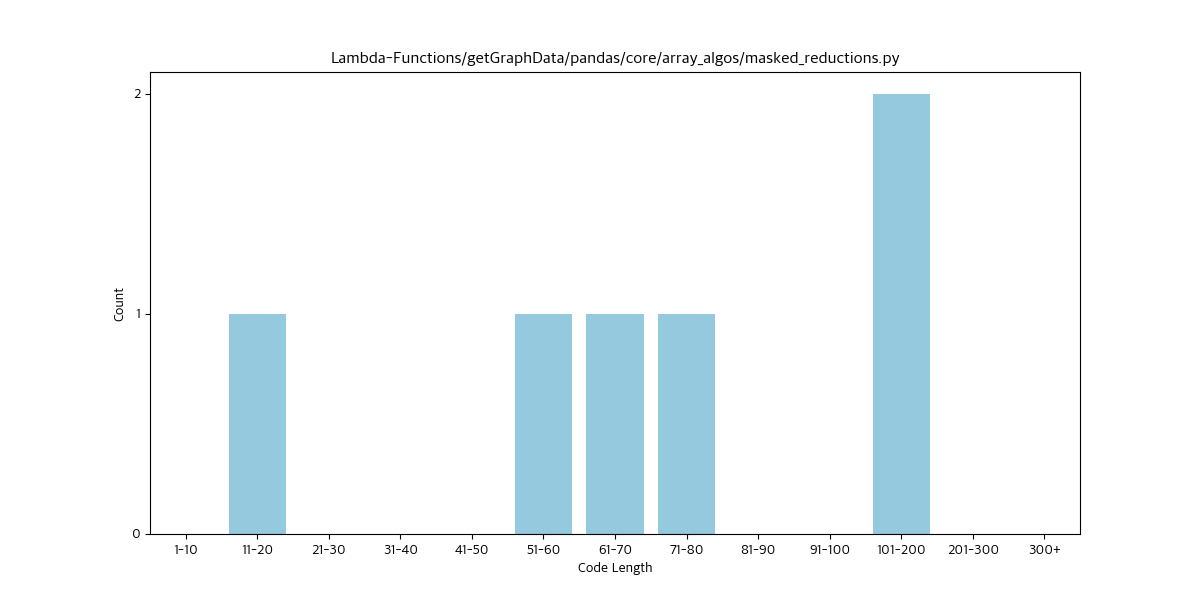 Lambda-Functions/getGraphData/pandas/core/array_algos/masked_reductions.py
2
1
0
Count
1-10 11-20 21-30 31-40 41-50 51-60 61-70 71-80 81-90 91-100 101-200 201-300 300+
Code Length